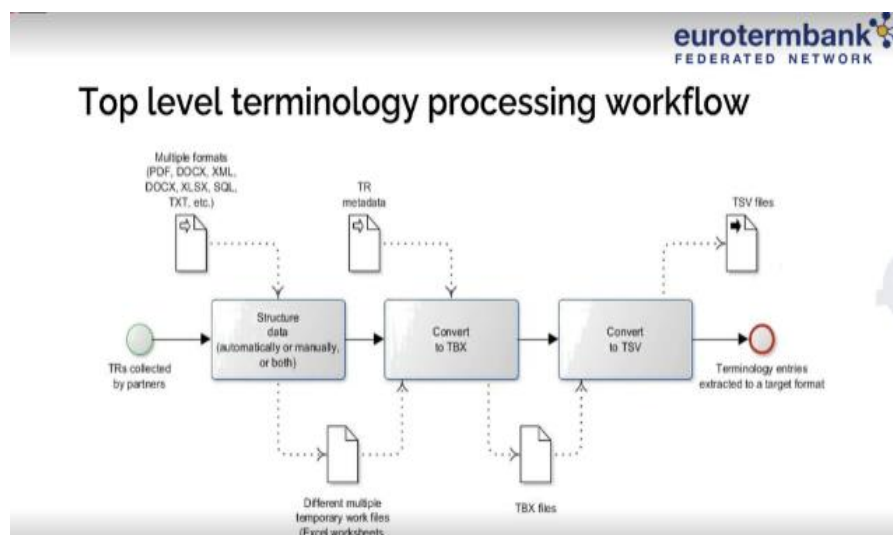 eurotermbank
FEDERATED NETWORK
Top level terminology processing workflow
Multiple formats
(PDF, DOCX, XML,
DOCX, XLSX, SQL,
TXT, etc.)
TR
metadata
TSV files
Structure
data
(automatically or manually,
or both)
Convert
to TBX
Convert
to TSV
TRs collected
by partners
Terminology entries
extracted to a target format
Different multiple
temporary work files
(Excel worksheets
TBX files